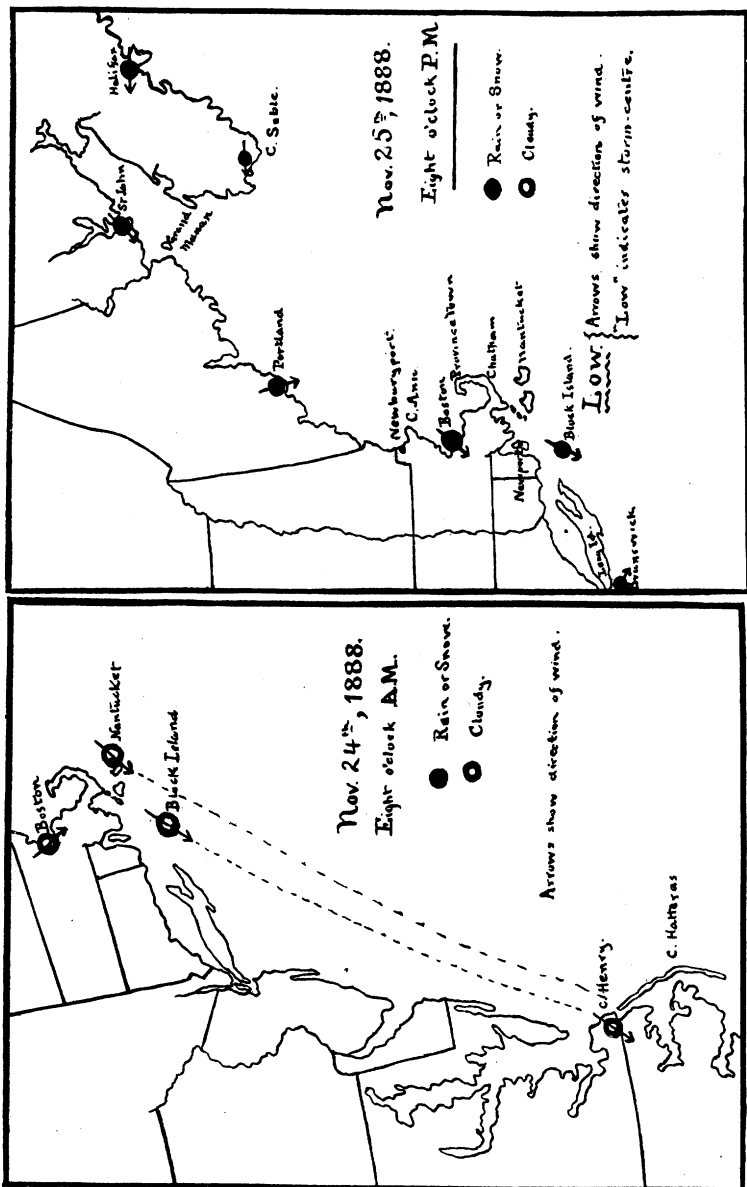 Halifax
C. Sable.
St John
Grand
Manan
Portland
Newburyport.
C. Ann
Boston
Provincetown
Chatham
Nantucket
Newport
Block Island.
Long Id.
Brunswick
Nov. 25th, 1888.
Eight o'clock P.M
Rain or Snow.
Cloudy.
Low. { Arrows show direction of wind.
"Low" indicates storm-centre.
Boston
Nantucket
Block Island
C. Henry.
C. Hatteras
Nov. 24th, 1888.
Eight o'clock A.M.
Rain or Snow.
Cloudy.
Arrows show direction of wind.